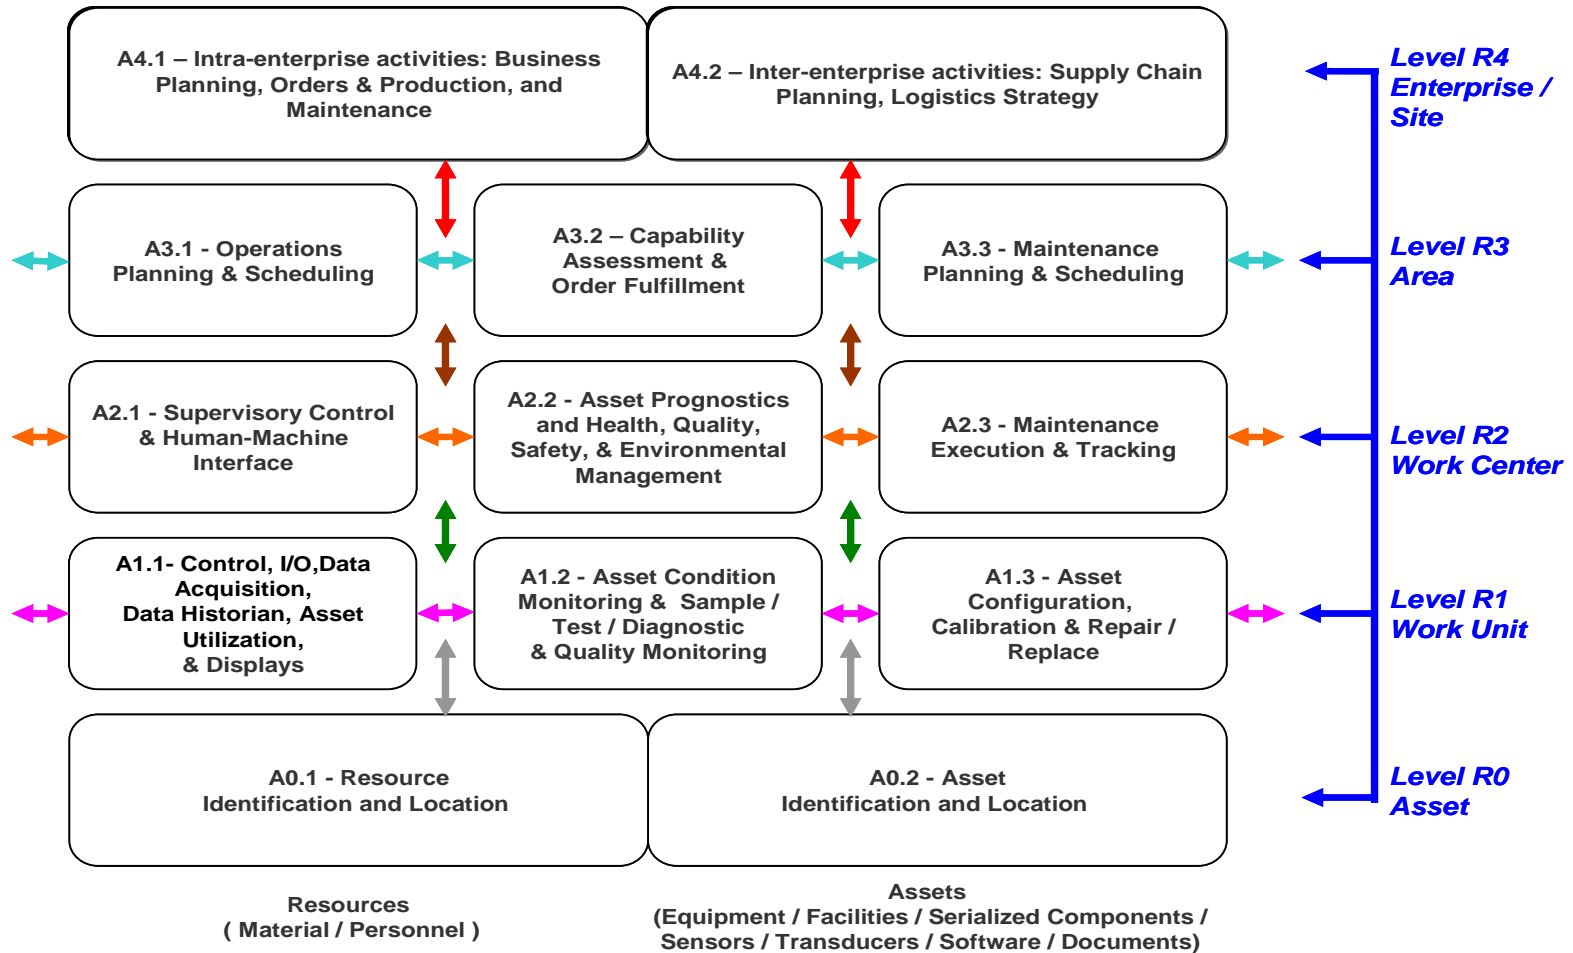 A4.1 – Intra-enterprise activities: Business
Planning, Orders & Production, and
Maintenance
A4.2 – Inter-enterprise activities: Supply Chain
Planning, Logistics Strategy
Level R4
Enterprise /
Site
A3.1 - Operations
Planning & Scheduling
A3.2 – Capability
Assessment &
Order Fulfillment
A3.3 - Maintenance
Planning & Scheduling
Level R3
Area
A2.1 - Supervisory Control
& Human-Machine
Interface
A2.2 - Asset Prognostics
and Health, Quality,
Safety, & Environmental
Management
A2.3 - Maintenance
Execution & Tracking
Level R2
Work Center
A1.1- Control, I/O,Data
Acquisition,
Data Historian, Asset
Utilization,
& Displays
A1.2 - Asset Condition
Monitoring & Sample /
Test / Diagnostic
& Quality Monitoring
A1.3 - Asset
Configuration,
Calibration & Repair /
Replace
Level R1
Work Unit
A0.1 - Resource
Identification and Location
A0.2 - Asset
Identification and Location
Level R0
Asset
Resources
( Material / Personnel )
Assets
(Equipment / Facilities / Serialized Components /
Sensors / Transducers / Software / Documents)